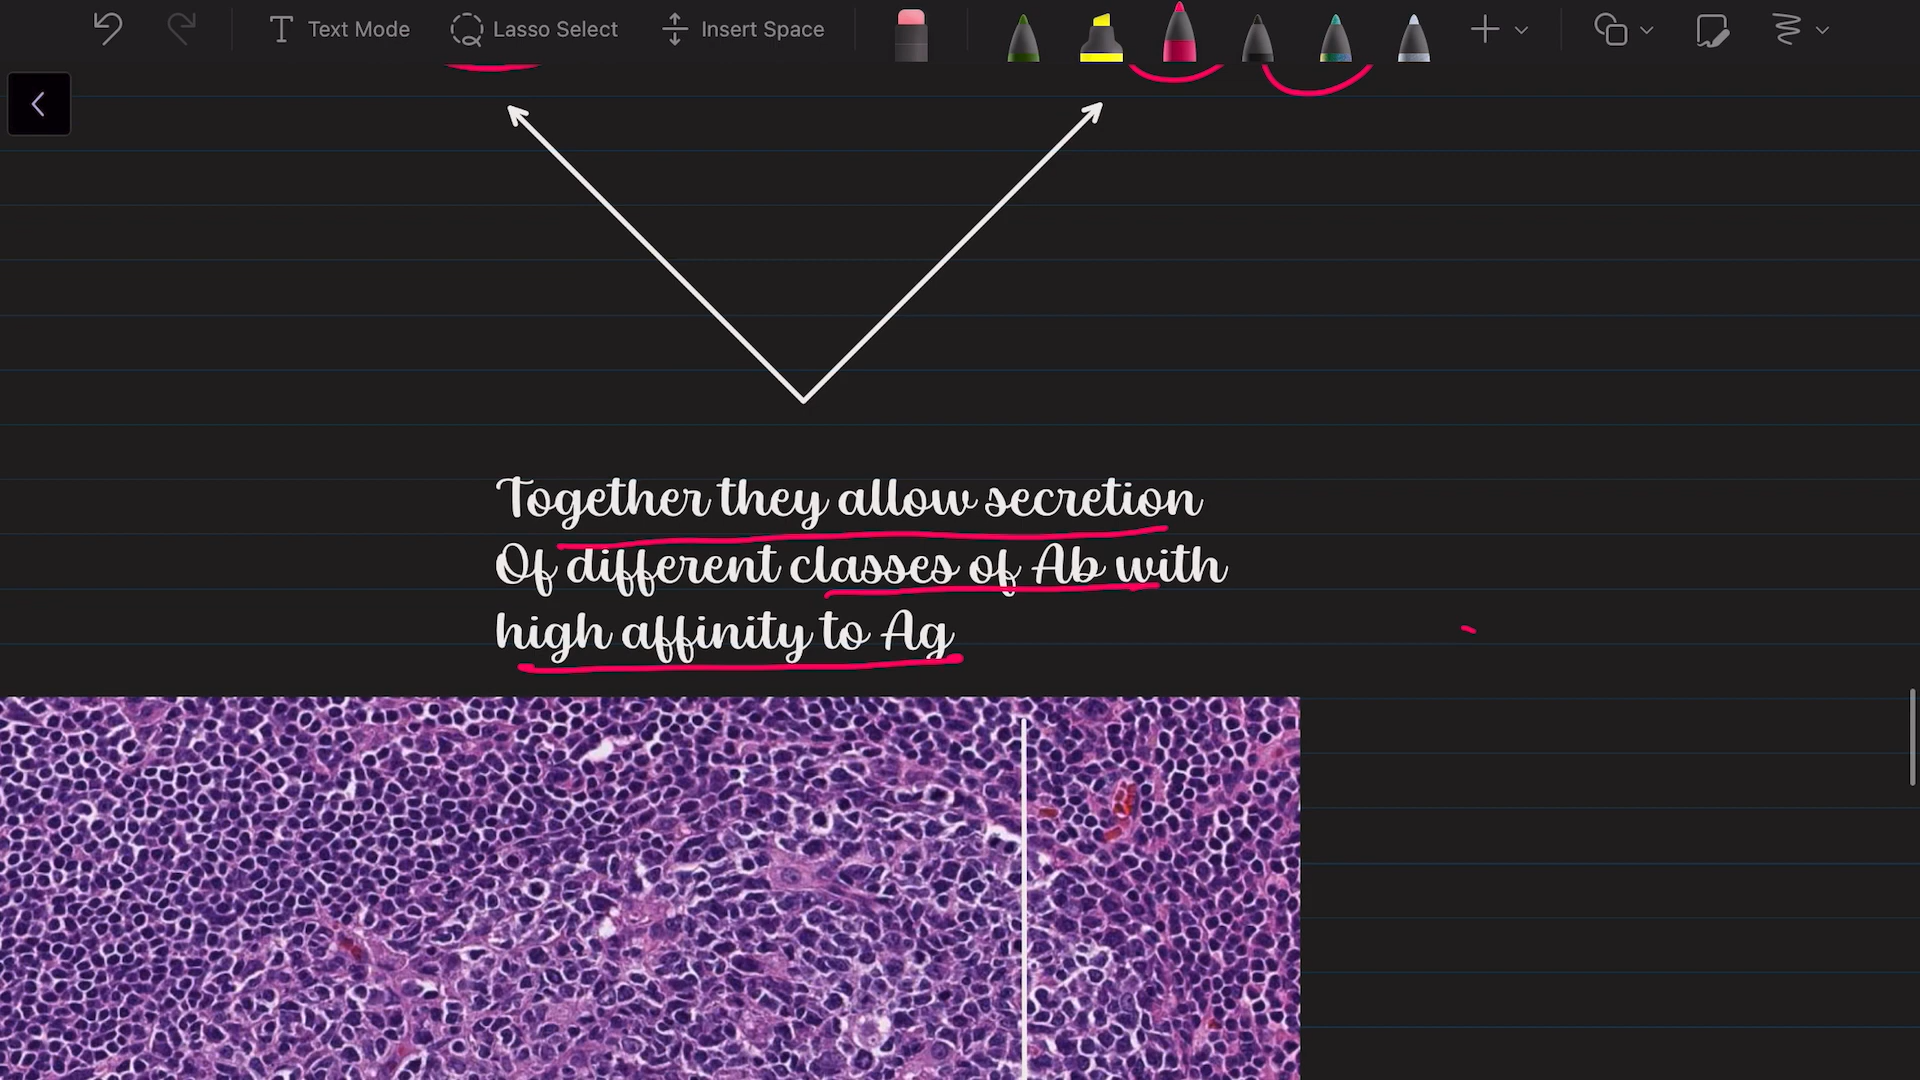 Text Mode Lasso Select Insert Space
Together they allow secretion
Of different classes of Ab with
high affinity to Ag